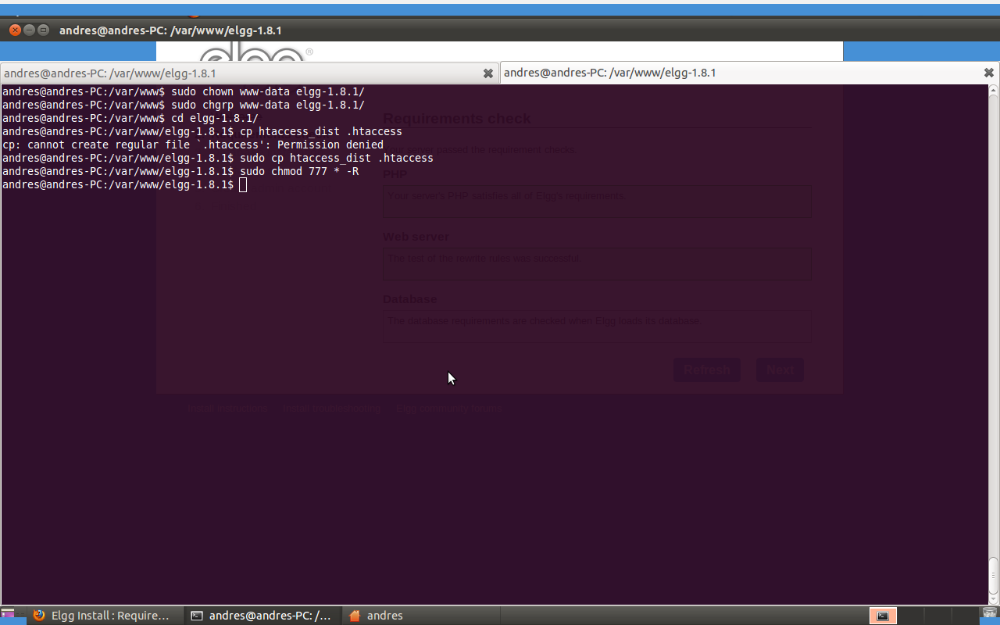 andres@andres-PC: /var/www/elgg-1.8.1
elgg®
andres@andres-PC: /var/www/elgg-1.8.1
andres@andres-PC: /var/www/elgg-1.8.1
andres@andres-PC:/var/www$ sudo chown www-data elgg-1.8.1/
andres@andres-PC:/var/www$ sudo chgrp www-data elgg-1.8.1/
andres@andres-PC:/var/www$ cd elgg-1.8.1/
andres@andres-PC:/var/www/elgg-1.8.1$ cp htaccess_dist .htaccess
cp: cannot create regular file `.htaccess': Permission denied
andres@andres-PC:/var/www/elgg-1.8.1$ sudo cp htaccess_dist .htaccess
andres@andres-PC:/var/www/elgg-1.8.1$ sudo chmod 777 * -R
andres@andres-PC:/var/www/elgg-1.8.1$
Requirements check
Your server passed the requirement checks.
PHP
Your server's PHP satisfies all of Elgg's requirements.
Web server
The test of the rewrite rules was successful.
Database
The database requirements are checked when Elgg loads its database.
Refresh
Next
Install instructions
Install troubleshooting
Elgg community forums
Elgg Install : Require...
andres@andres-PC: /...
andres